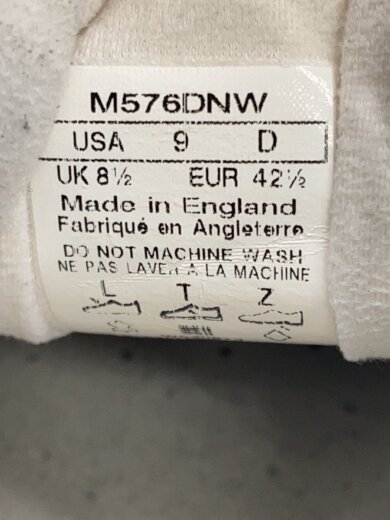 M576DNW
USA 9 D
UK 8½ EUR 42½
Made in England
Fabriqué en Angleterre
DO NOT MACHINE WASH
NE PAS LAVER A LA MACHINE
L T Z